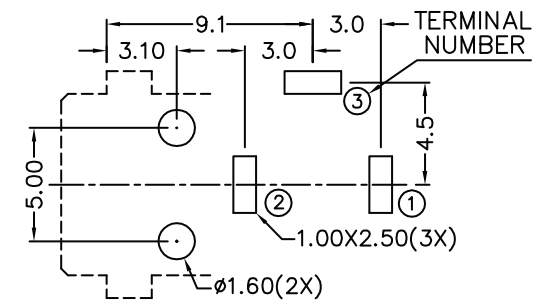 9.1
3.0
TERMINAL
NUMBER
3.10
3.0
3
4.5
5.00
2
1
1.00X2.50(3X)
ø1.60(2X)